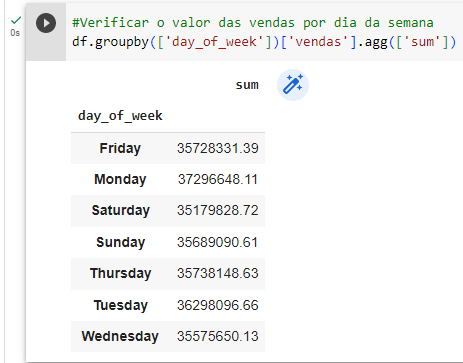 0s
#Verificar o valor das vendas por dia da semana
df.groupby(['day_of_week'])['vendas'].agg(['sum'])
sum
day_of_week
Friday 35728331.39
Monday 37296648.11
Saturday 35179828.72
Sunday 35689090.61
Thursday 35738148.63
Tuesday 36298096.66
Wednesday 35575650.13